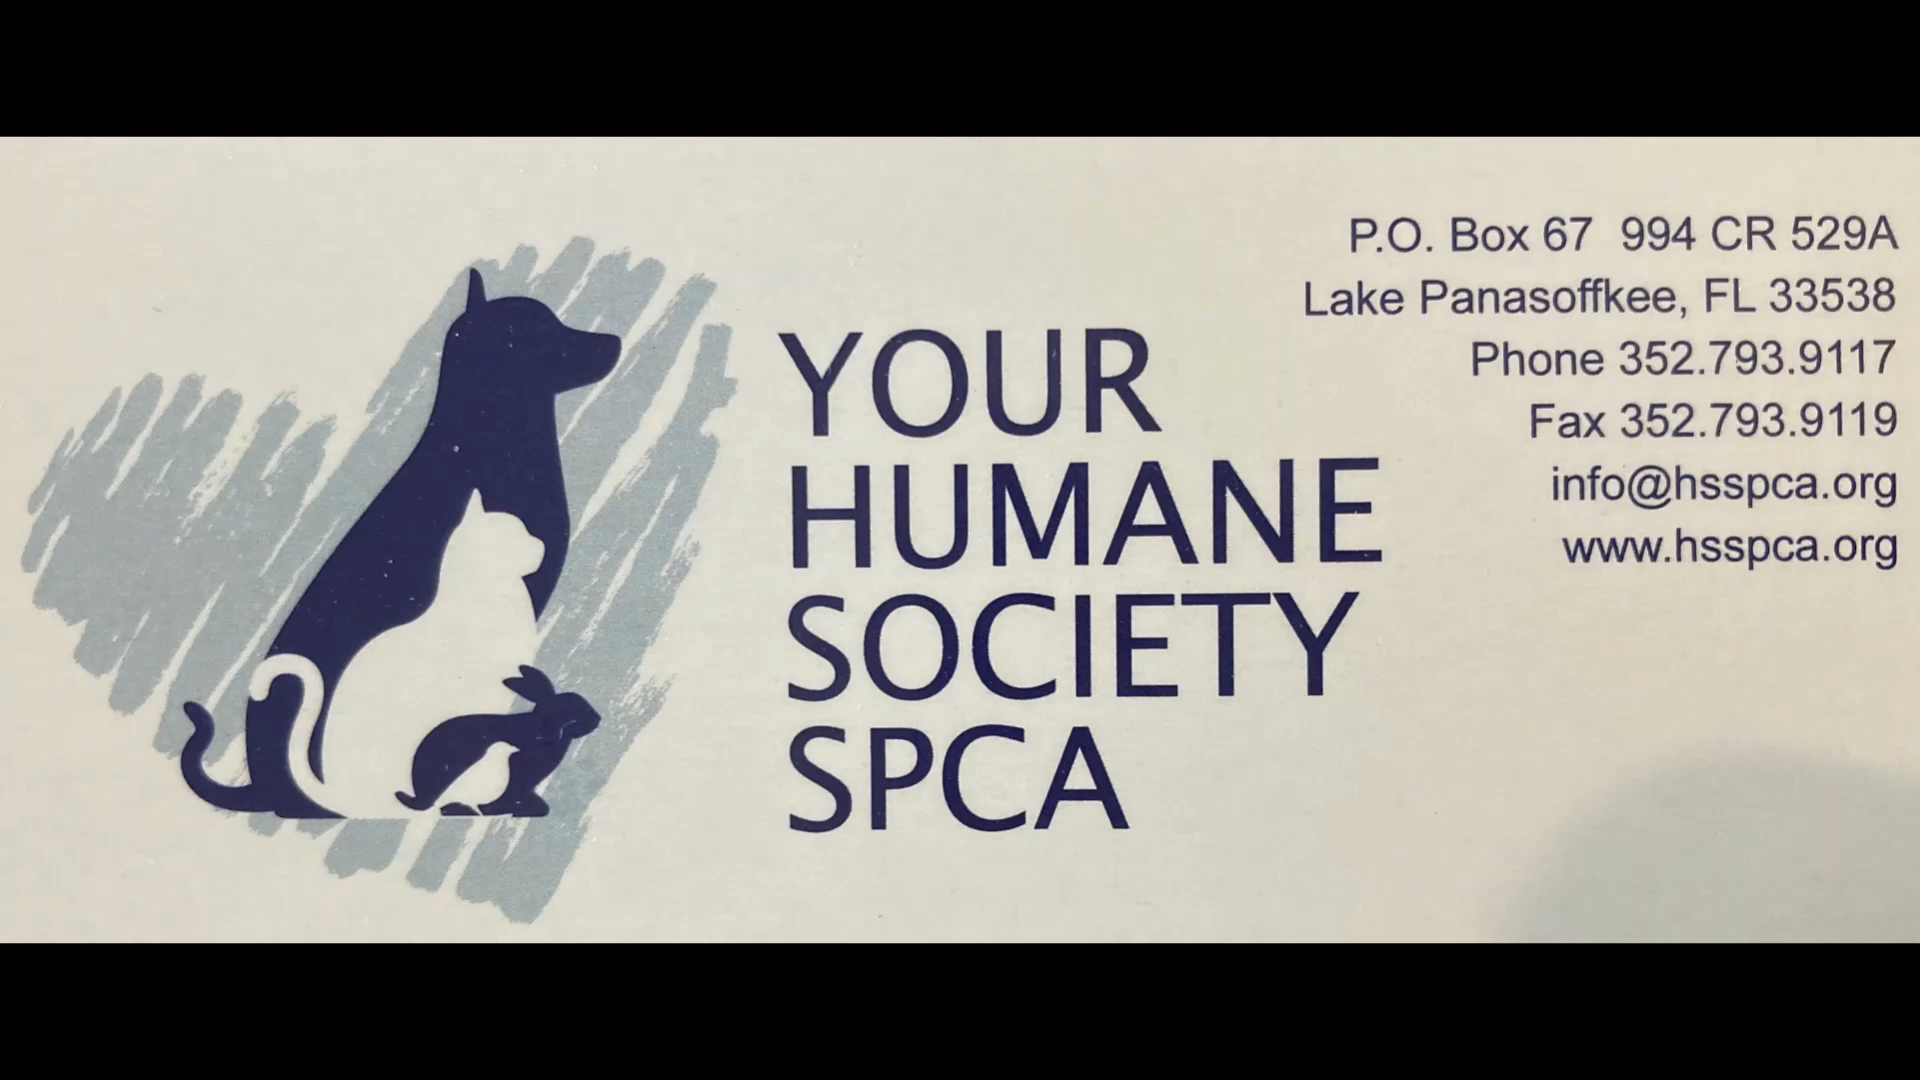 YOUR
HUMANE
SOCIETY
SPCA
P.O. Box 67  994 CR 529A
Lake Panasoffkee, FL 33538
Phone 352.793.9117
Fax 352.793.9119
info@hsspca.org
www.hsspca.org